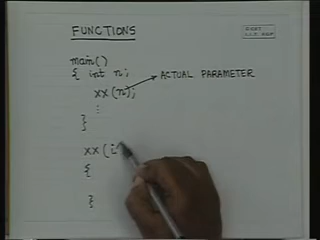 FUNCTIONS
main()
{ int n;
xx(n); ACTUAL PARAMETER
⋮
}
xx(i
{
}